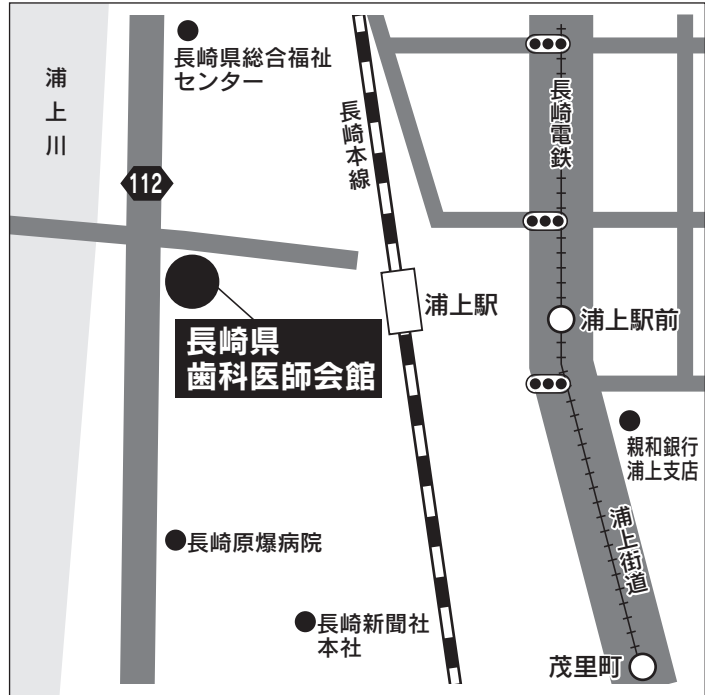 長崎県総合福祉
センター
浦上川
長崎本線
長崎電鉄
112
浦上駅
浦上駅前
長崎県
歯科医師会館
親和銀行
浦上支店
長崎原爆病院
浦上街道
長崎新聞社
本社
茂里町